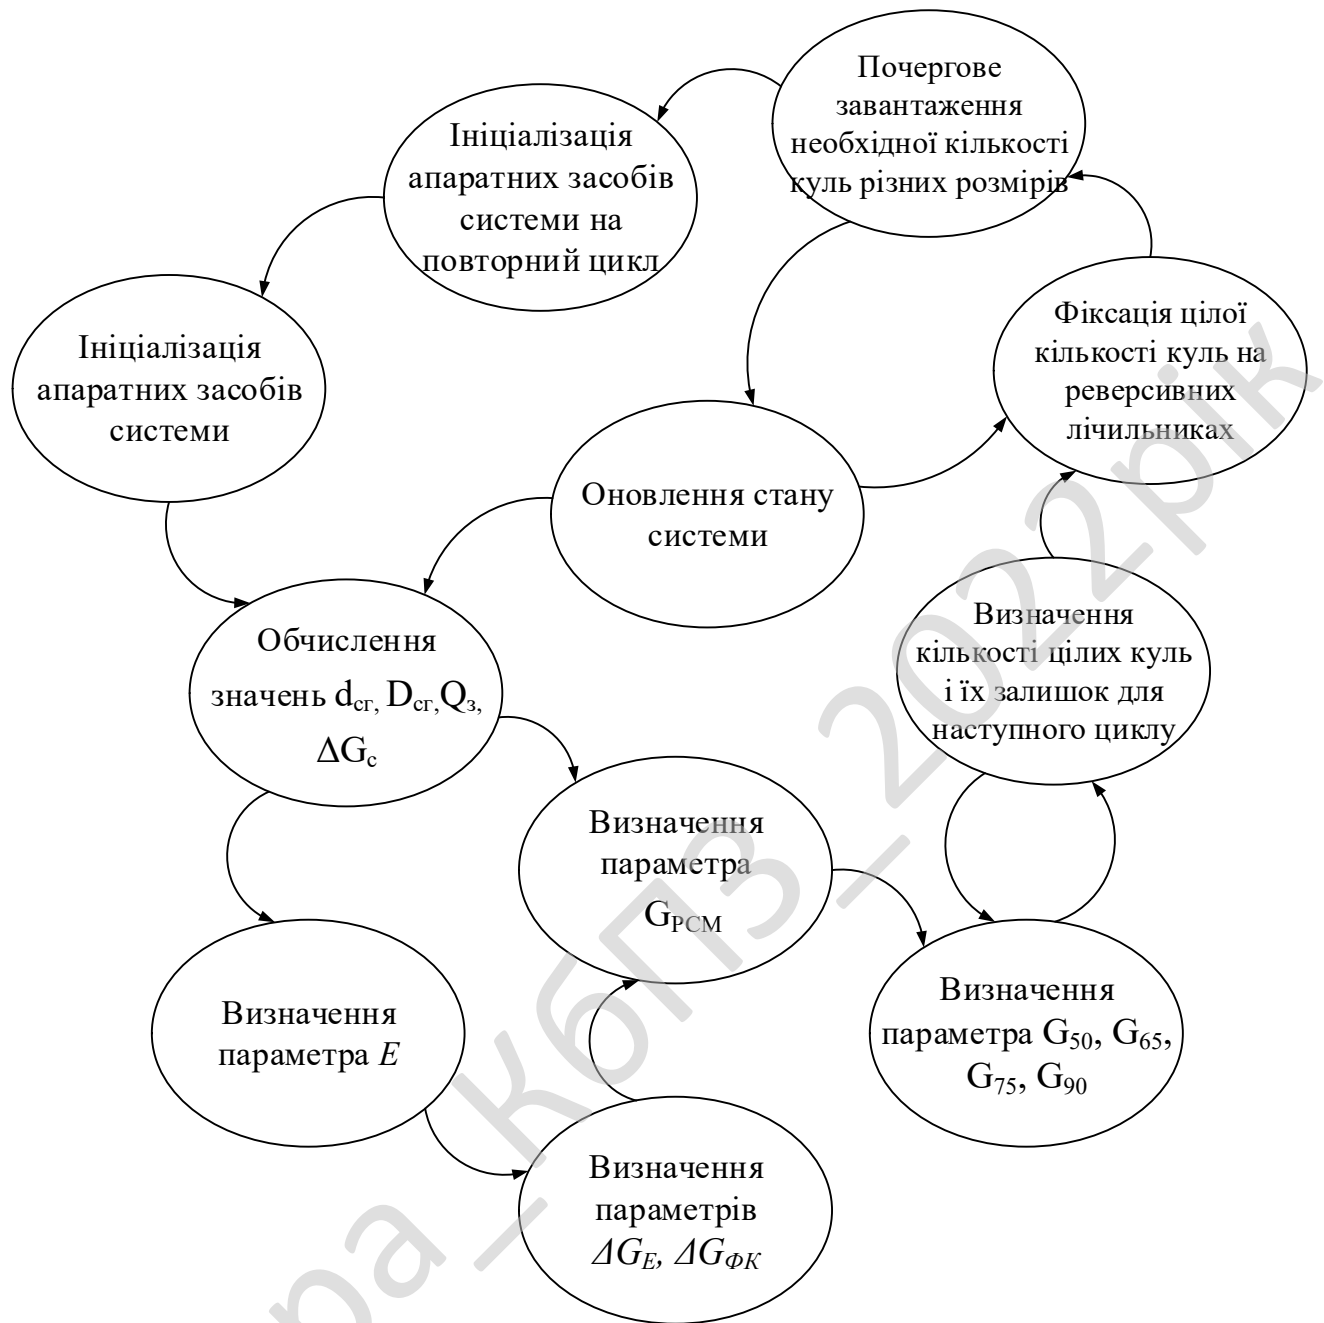 Почергове
завантаження
необхідної кількості
куль різних розмірів
Ініціалізація
апаратних засобів
системи на
повторний цикл
Фіксація цілої
кількості куль на
реверсивних
лічильниках
Ініціалізація
апаратних засобів
системи
Оновлення стану
системи
Визначення
кількості цілих куль
і їх залишок для
наступного циклу
Обчислення
значень dсг, Dсг,Qз,
ΔGс
Визначення
параметра
GРСМ
Визначення
параметра E
Визначення
параметра G50, G65,
G75, G90
Визначення
параметрів
ΔGE, ΔGФК
ра_КбПЗ_2022рік